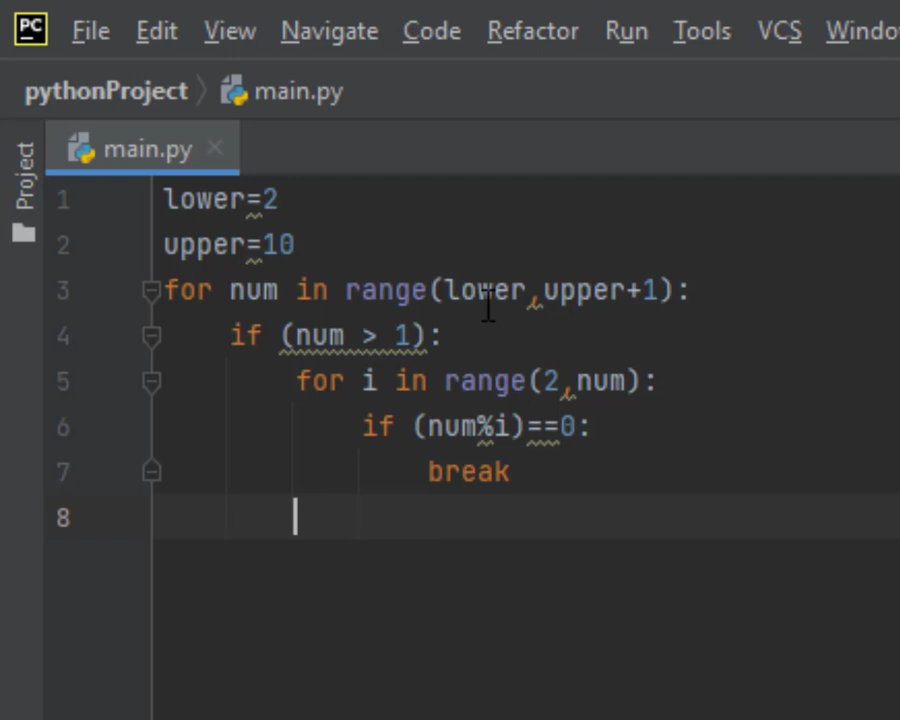 PC File Edit View Navigate Code Refactor Run Tools VCS Windo
pythonProject main.py
Project
main.py
1 lower=2
2 upper=10
3 for num in range(lower,upper+1):
4 if (num > 1):
5 for i in range(2,num):
6 if (num%i)==0:
7 break
8